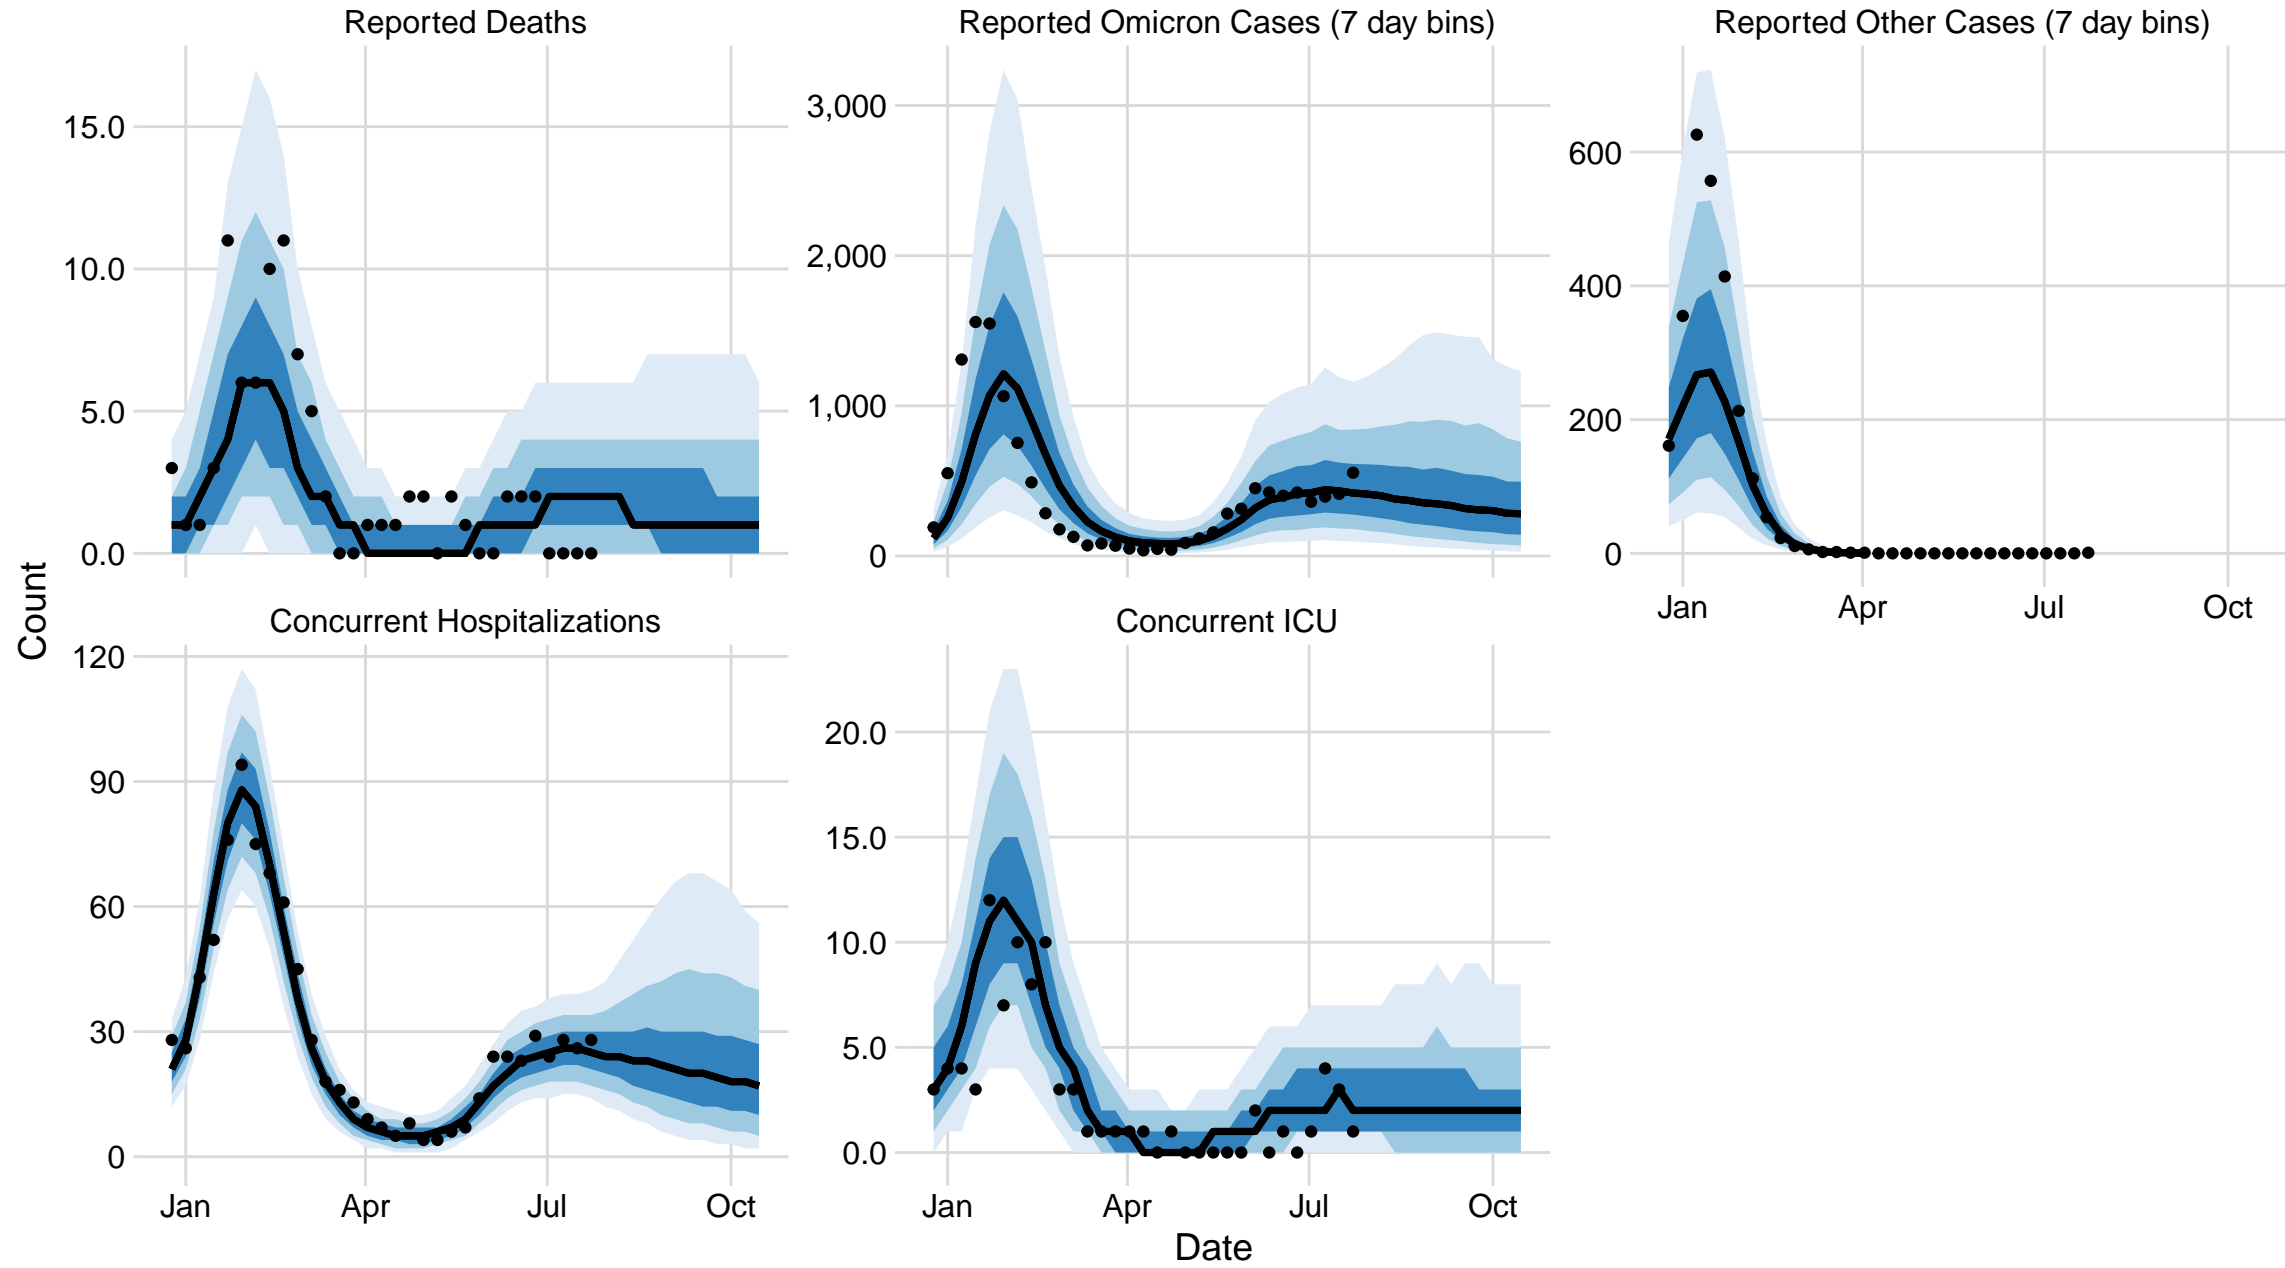 Reported Deaths
Reported Omicron Cases (7 day bins)
Reported Other Cases (7 day bins)
15.0
10.0
5.0
0.0
3,000
2,000
1,000
0
600
400
200
0
Jan Apr Jul Oct
Count
Concurrent Hospitalizations
Concurrent ICU
120
90
60
30
0
20.0
15.0
10.0
5.0
0.0
Jan Apr Jul Oct
Jan Apr Jul Oct
Date